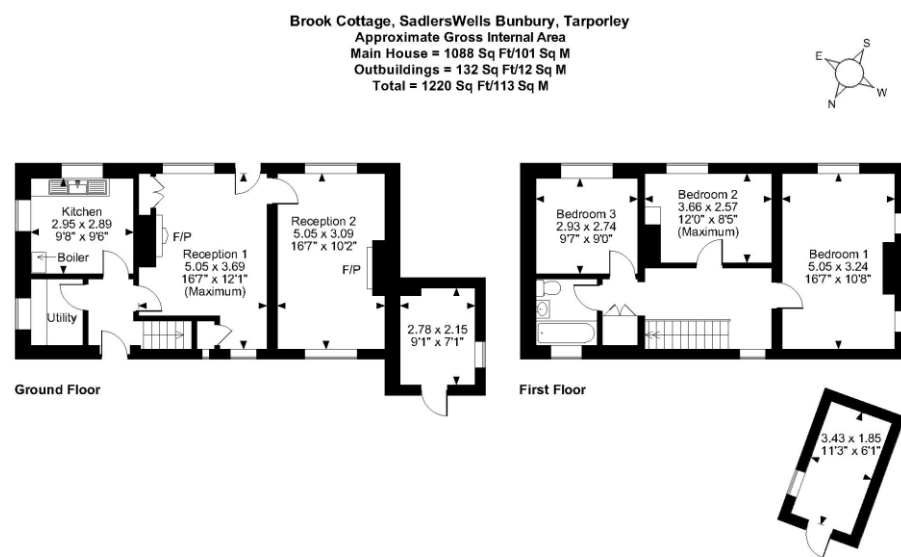 Brook Cottage, SadlersWells Bunbury, Tarporley
Approximate Gross Internal Area
Main House = 1088 Sq Ft/101 Sq M
Outbuildings = 132 Sq Ft/12 Sq M
Total = 1220 Sq Ft/113 Sq M
S
E
W
N
Kitchen
2.95 x 2.89
9'8" x 9'6"
Boiler
Utility
F/P
Reception 1
5.05 x 3.69
16'7" x 12'1"
(Maximum)
Reception 2
5.05 x 3.09
16'7" x 10'2"
F/P
2.78 x 2.15
9'1" x 7'1"
Ground Floor
Bedroom 3
2.93 x 2.74
9'7" x 9'0"
Bedroom 2
3.66 x 2.57
12'0" x 8'5"
(Maximum)
Bedroom 1
5.05 x 3.24
16'7" x 10'8"
First Floor
3.43 x 1.85
11'3" x 6'1"